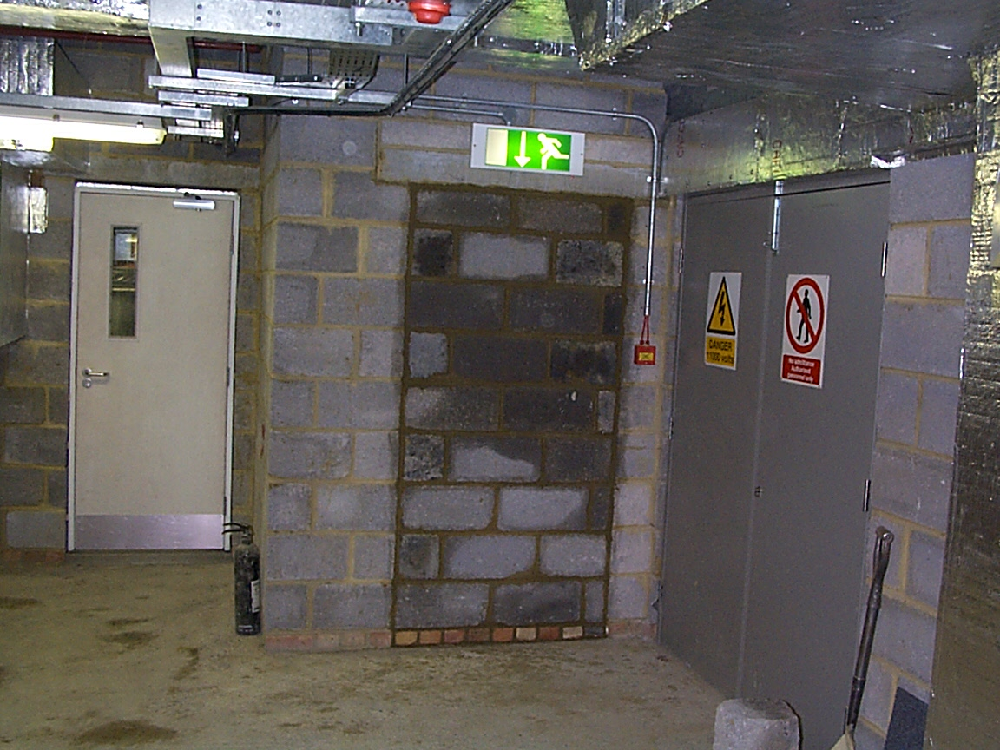 DANGER
11000 volts
No admittance
Authorised
personnel only